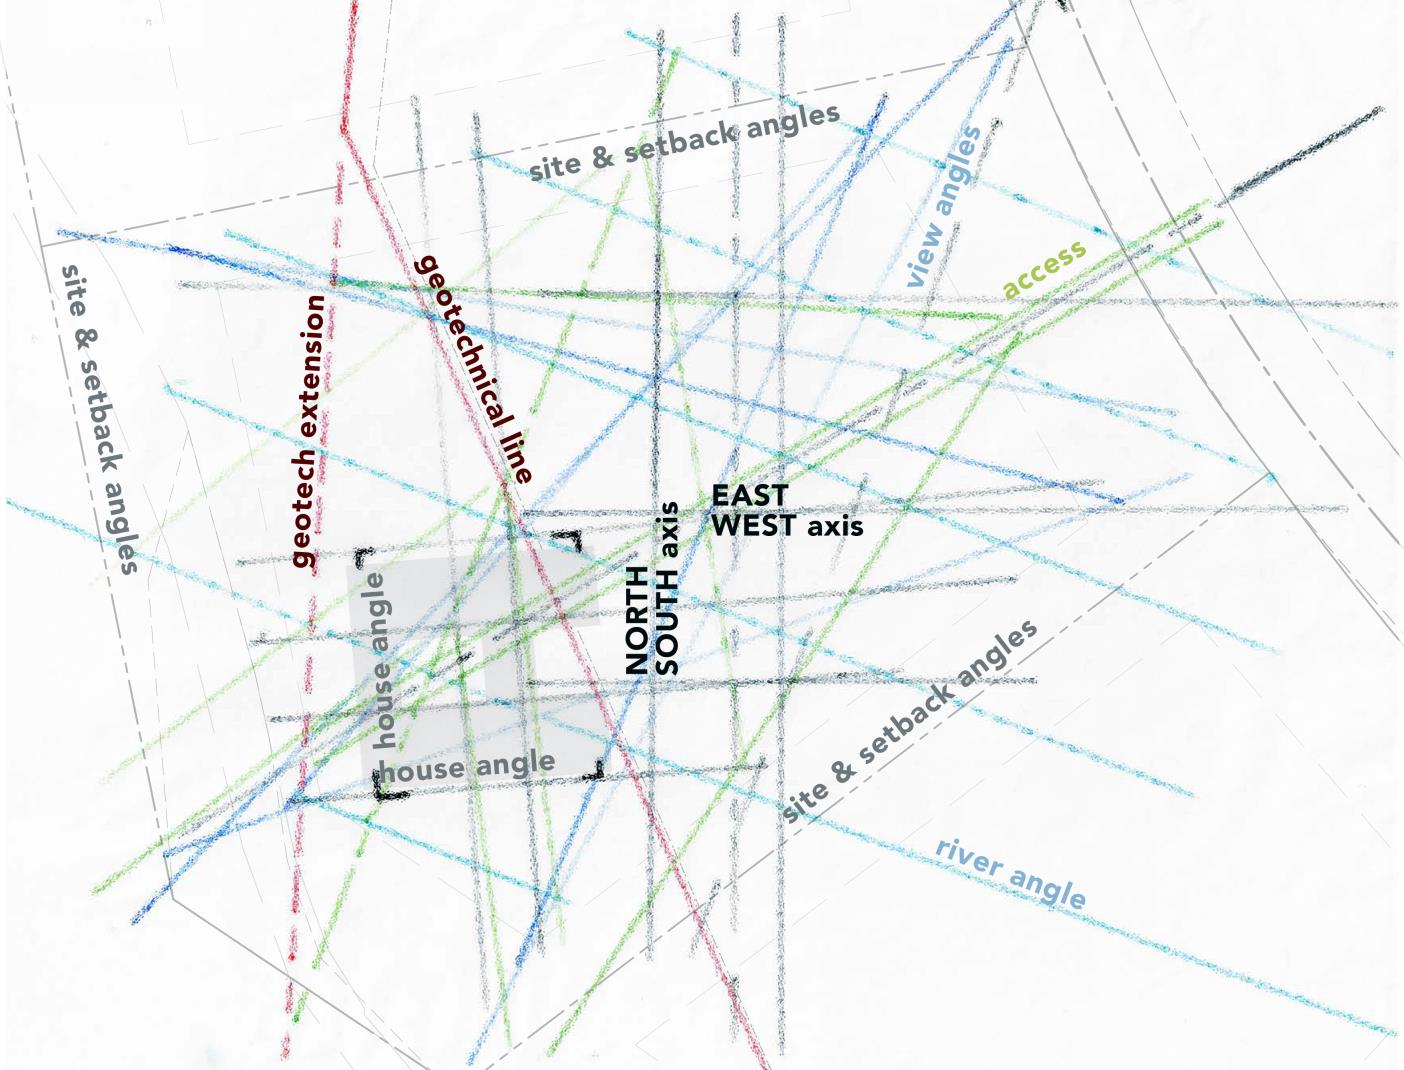 site & setback angles
view angles
access
site & setback angles
geotech extension
geotechnical line
EAST
WEST axis
NORTH
SOUTH axis
house angle
house angle
site & setback angles
river angle